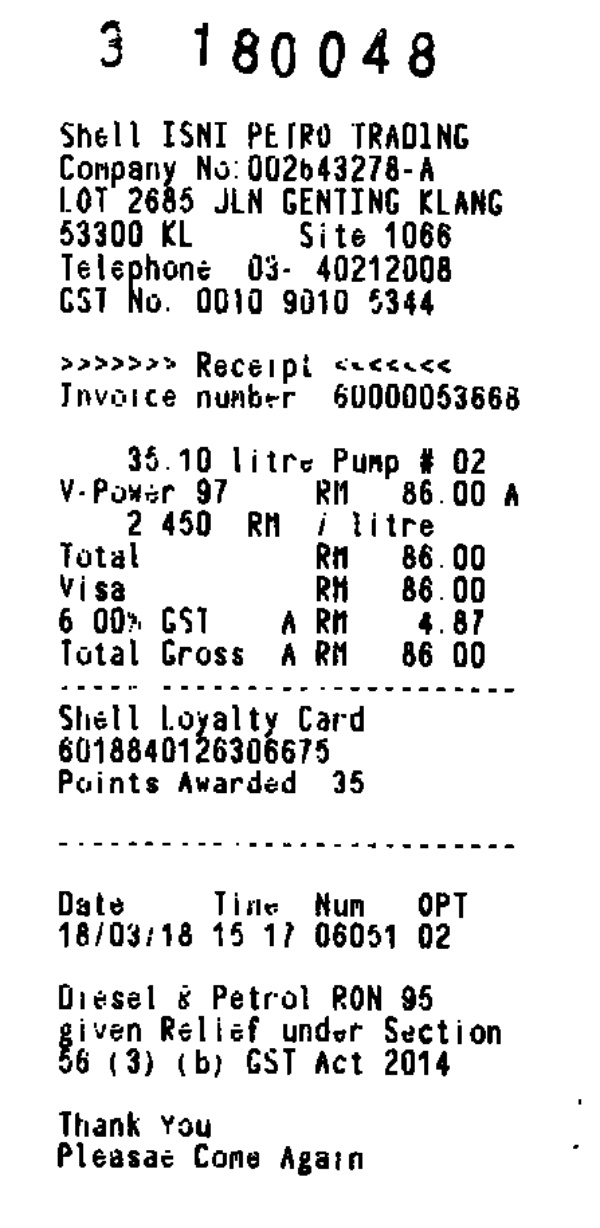 3 180048
Shell ISNI PETRO TRADING
Company No:002643278-A
LOT 2685 JLN GENTING KLANG
53300 KL Site 1066
Telephone 03- 40212008
GST No. 0010 9010 5344
>>>>>>> Receipt <<<<<<<
Invoice number 60000053668
35.10 litre Pump # 02
V-Power 97 RM 86.00 A
2 450 RM / litre
Total RM 86.00
Visa RM 86.00
6 00% GST A RM 4.87
Total Gross A RM 86 00
Shell Loyalty Card
6018840126306675
Points Awarded 35
Date Time Num OPT
18/03/18 15 17 06051 02
Diesel & Petrol RON 95
given Relief under Section
56 (3) (b) GST Act 2014
Thank You
Pleasae Come Again